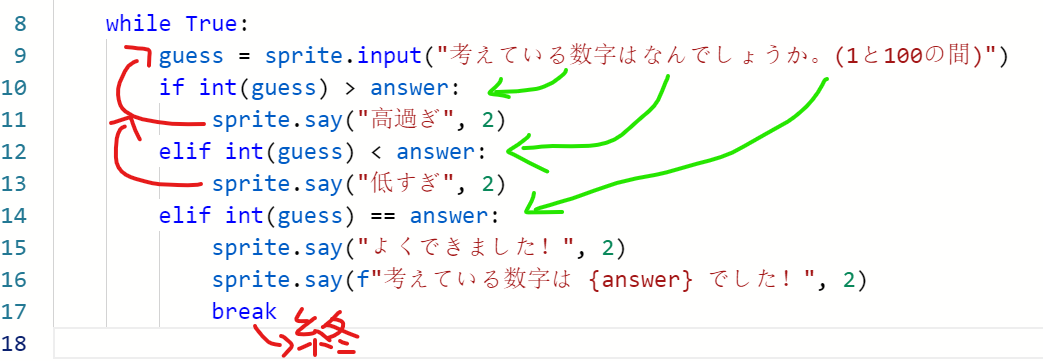 8 while True:
9 guess = sprite.input("考えている数字はなんでしょうか。(1と100の間)")
10 if int(guess) > answer:
11 sprite.say("高過ぎ", 2)
12 elif int(guess) < answer:
13 sprite.say("低すぎ", 2)
14 elif int(guess) == answer:
15 sprite.say("よくできました！", 2)
16 sprite.say(f"考えている数字は {answer} でした！", 2)
17 break
終
18